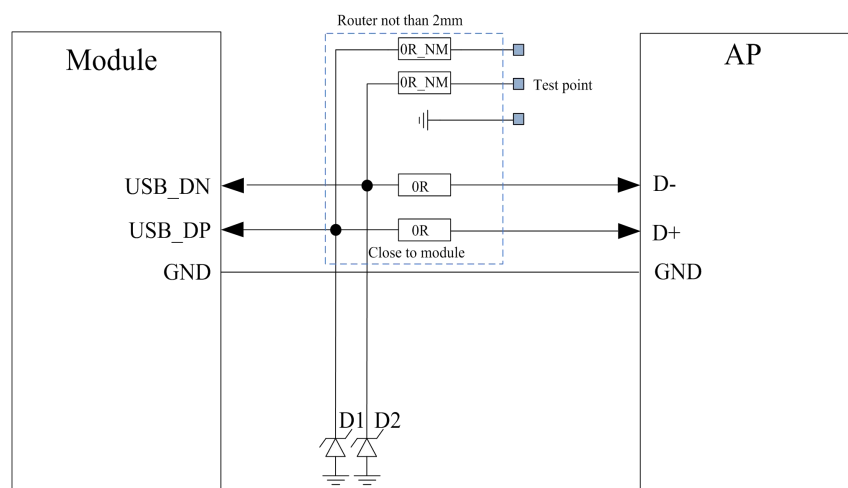 Router not than 2mm
Module
AP
0R_NM
0R_NM
Test point
USB_DN
0R
D-
USB_DP
0R
D+
Close to module
GND
GND
D1
D2